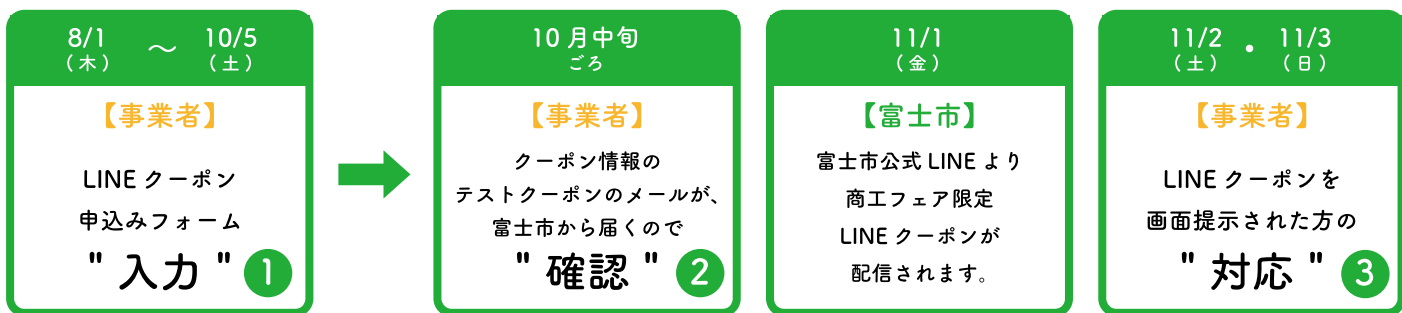 8/1
(木)
～
10/5
(土)
【事業者】
LINE クーポン
申込みフォーム
" 入力 " 1
10 月中旬
ごろ
【事業者】
クーポン情報の
テストクーポンのメールが、
富士市から届くので
" 確認 " 2
11/1
(金)
【富士市】
富士市公式 LINE より
商工フェア限定
LINE クーポンが
配信されます。
11/2
(土)
・
11/3
(日)
【事業者】
LINE クーポンを
画面提示された方の
" 対応 " 3